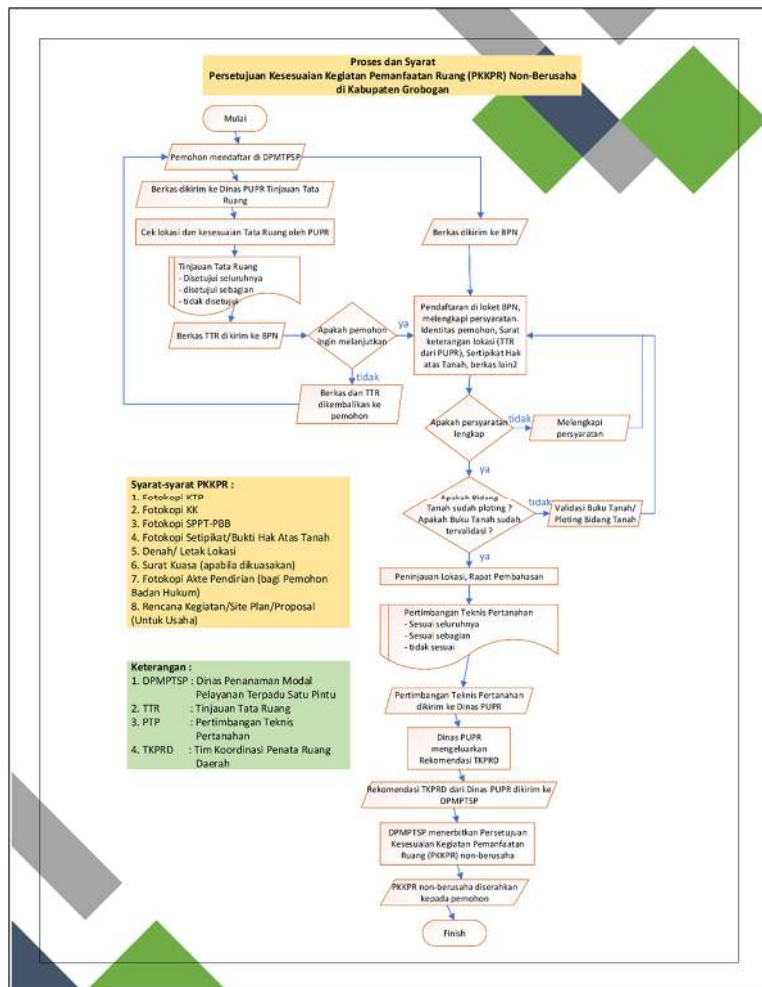 Proses dan Syarat
Persetujuan Kesesuaian Kegiatan Pemanfaatan Ruang (PKKPR) Non-Berusaha
di Kabupaten Grobogan
Mulai
Pemohon mendaftar di DPMTPSP
Berkas dikirim ke Dinas PUPR Tinjauan Tata
Ruang
Cek lokasi dan kesesuaian Tata Ruang oleh PUPR
Tinjauan Tata Ruang
- Disetujui seluruhnya
- disetujui sebagian
- tidak disetujui
Berkas TTR dikirim ke BPN
Apakah pemohon
ingin melanjutkan
ya
tidak
Berkas dan TTR
dikembalikan ke
pemohon
Berkas dikirim ke BPN
Pendaftaran di loket BPN,
melengkapi persyaratan.
Identitas pemohon, Surat
keterangan lokasi (TTR
dari PUPR), Sertipikat Hak
atas Tanah, berkas lain2
Apakah persyaratan
lengkap
tidak
Melengkapi
persyaratan
ya
Apakah Bidang
Tanah sudah ploting ?
Apakah Buku Tanah sudah
tervalidasi ?
tidak
Validasi Buku Tanah/
Ploting Bidang Tanah
ya
Peninjauan Lokasi, Rapat Pembahasan
Pertimbangan Teknis Pertanahan
- Sesuai seluruhnya
- Sesuai sebagian
- tidak sesuai
Pertimbangan Teknis Pertanahan
dikirim ke Dinas PUPR
Dinas PUPR
mengeluarkan
Rekomendasi TKPRD
Rekomendasi TKPRD dari Dinas PUPR dikirim ke
DPMPTSP
DPMPTSP menerbitkan Persetujuan
Kesesuaian Kegiatan Pemanfaatan
Ruang (PKKPR) non-berusaha
PKKPR non-berusaha diserahkan
kepada pemohon
Finish
Syarat-syarat PKKPR :
1. Fotokopi KTP
2. Fotokopi KK
3. Fotokopi SPPT-PBB
4. Fotokopi Setipikat/Bukti Hak Atas Tanah
5. Denah/ Letak Lokasi
6. Surat Kuasa (apabila dikuasakan)
7. Fotokopi Akte Pendirian (bagi Pemohon
Badan Hukum)
8. Rencana Kegiatan/Site Plan/Proposal
(Untuk Usaha)
Keterangan :
1. DPMPTSP : Dinas Penanaman Modal
Pelayanan Terpadu Satu Pintu
2. TTR : Tinjauan Tata Ruang
3. PTP : Pertimbangan Teknis
Pertanahan
4. TKPRD : Tim Koordinasi Penata Ruang
Daerah